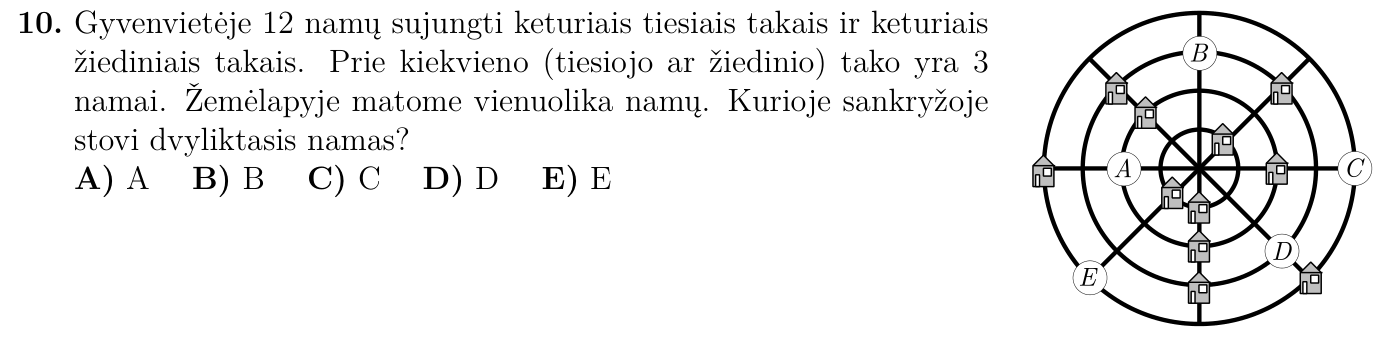 10. Gyvenvietėje 12 namų sujungti keturiais tiesiais takais ir keturiais
žiediniais takais. Prie kiekvieno (tiesiojo ar žiedinio) tako yra 3
namai. Žemėlapyje matome vienuolika namų. Kurioje sankryžoje
stovi dvyliktasis namas?
A) A B) B C) C D) D E) E
B
A
C
D
E